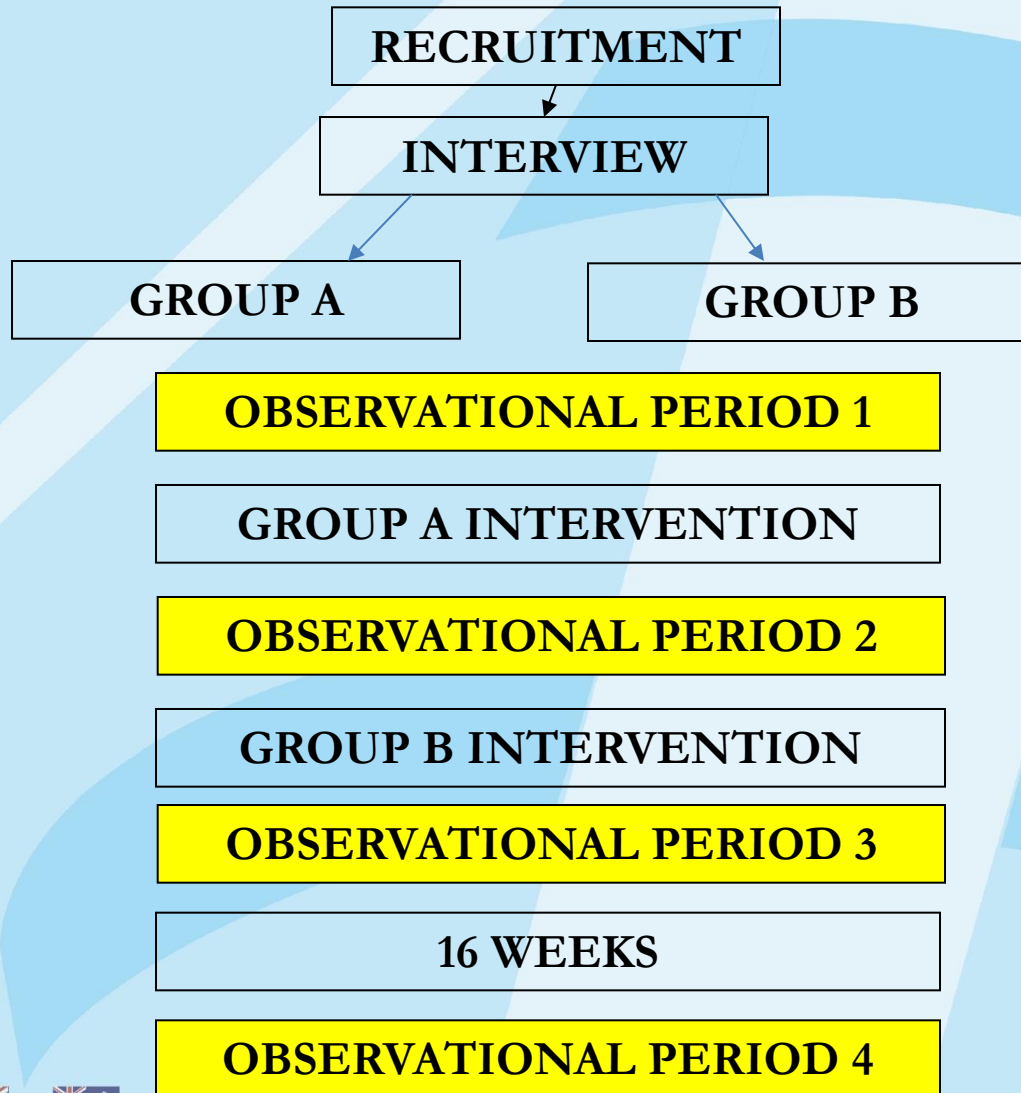 RECRUITMENT
INTERVIEW
GROUP A
GROUP B
OBSERVATIONAL PERIOD 1
GROUP A INTERVENTION
OBSERVATIONAL PERIOD 2
GROUP B INTERVENTION
OBSERVATIONAL PERIOD 3
16 WEEKS
OBSERVATIONAL PERIOD 4